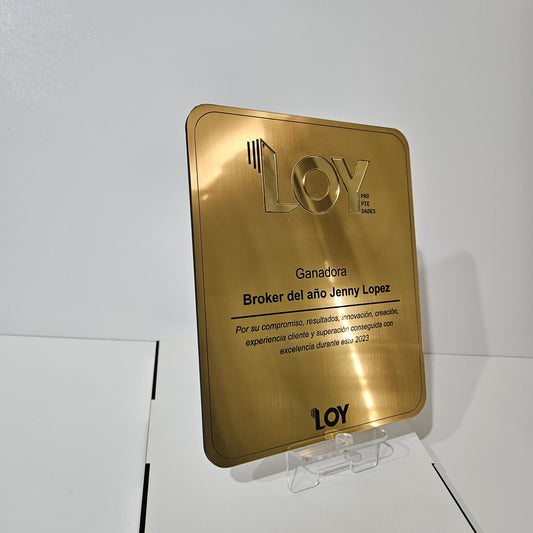 LOY
PRO
PIE
DADES
Ganadora
Broker del año Jenny Lopez
Por su compromiso, resultados, innovación, creación,
experiencia cliente y superación conseguida con
excelencia durante este 2023
LOY